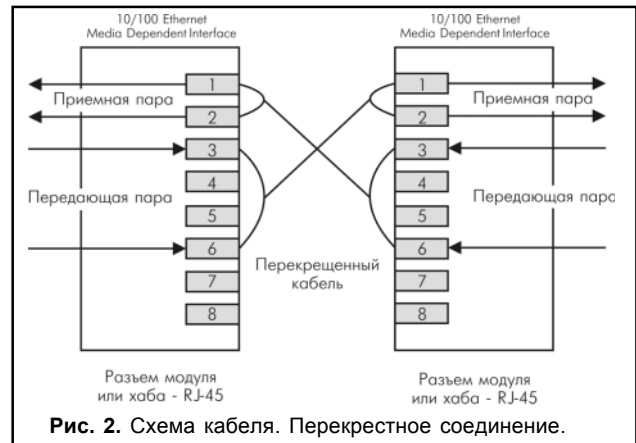 10/100 Ethernet
Media Dependent Interface
10/100 Ethernet
Media Dependent Interface
1
2
3
4
5
6
7
8
1
2
3
4
5
6
7
8
Приемная пара
Передающая пара
Приемная пара
Передающая пара
Перекрещенный
кабель
Разъем модуля
или хаба - RJ-45
Разъем модуля
или хаба - RJ-45
Рис. 2. Схема кабеля. Перекрестное соединение.